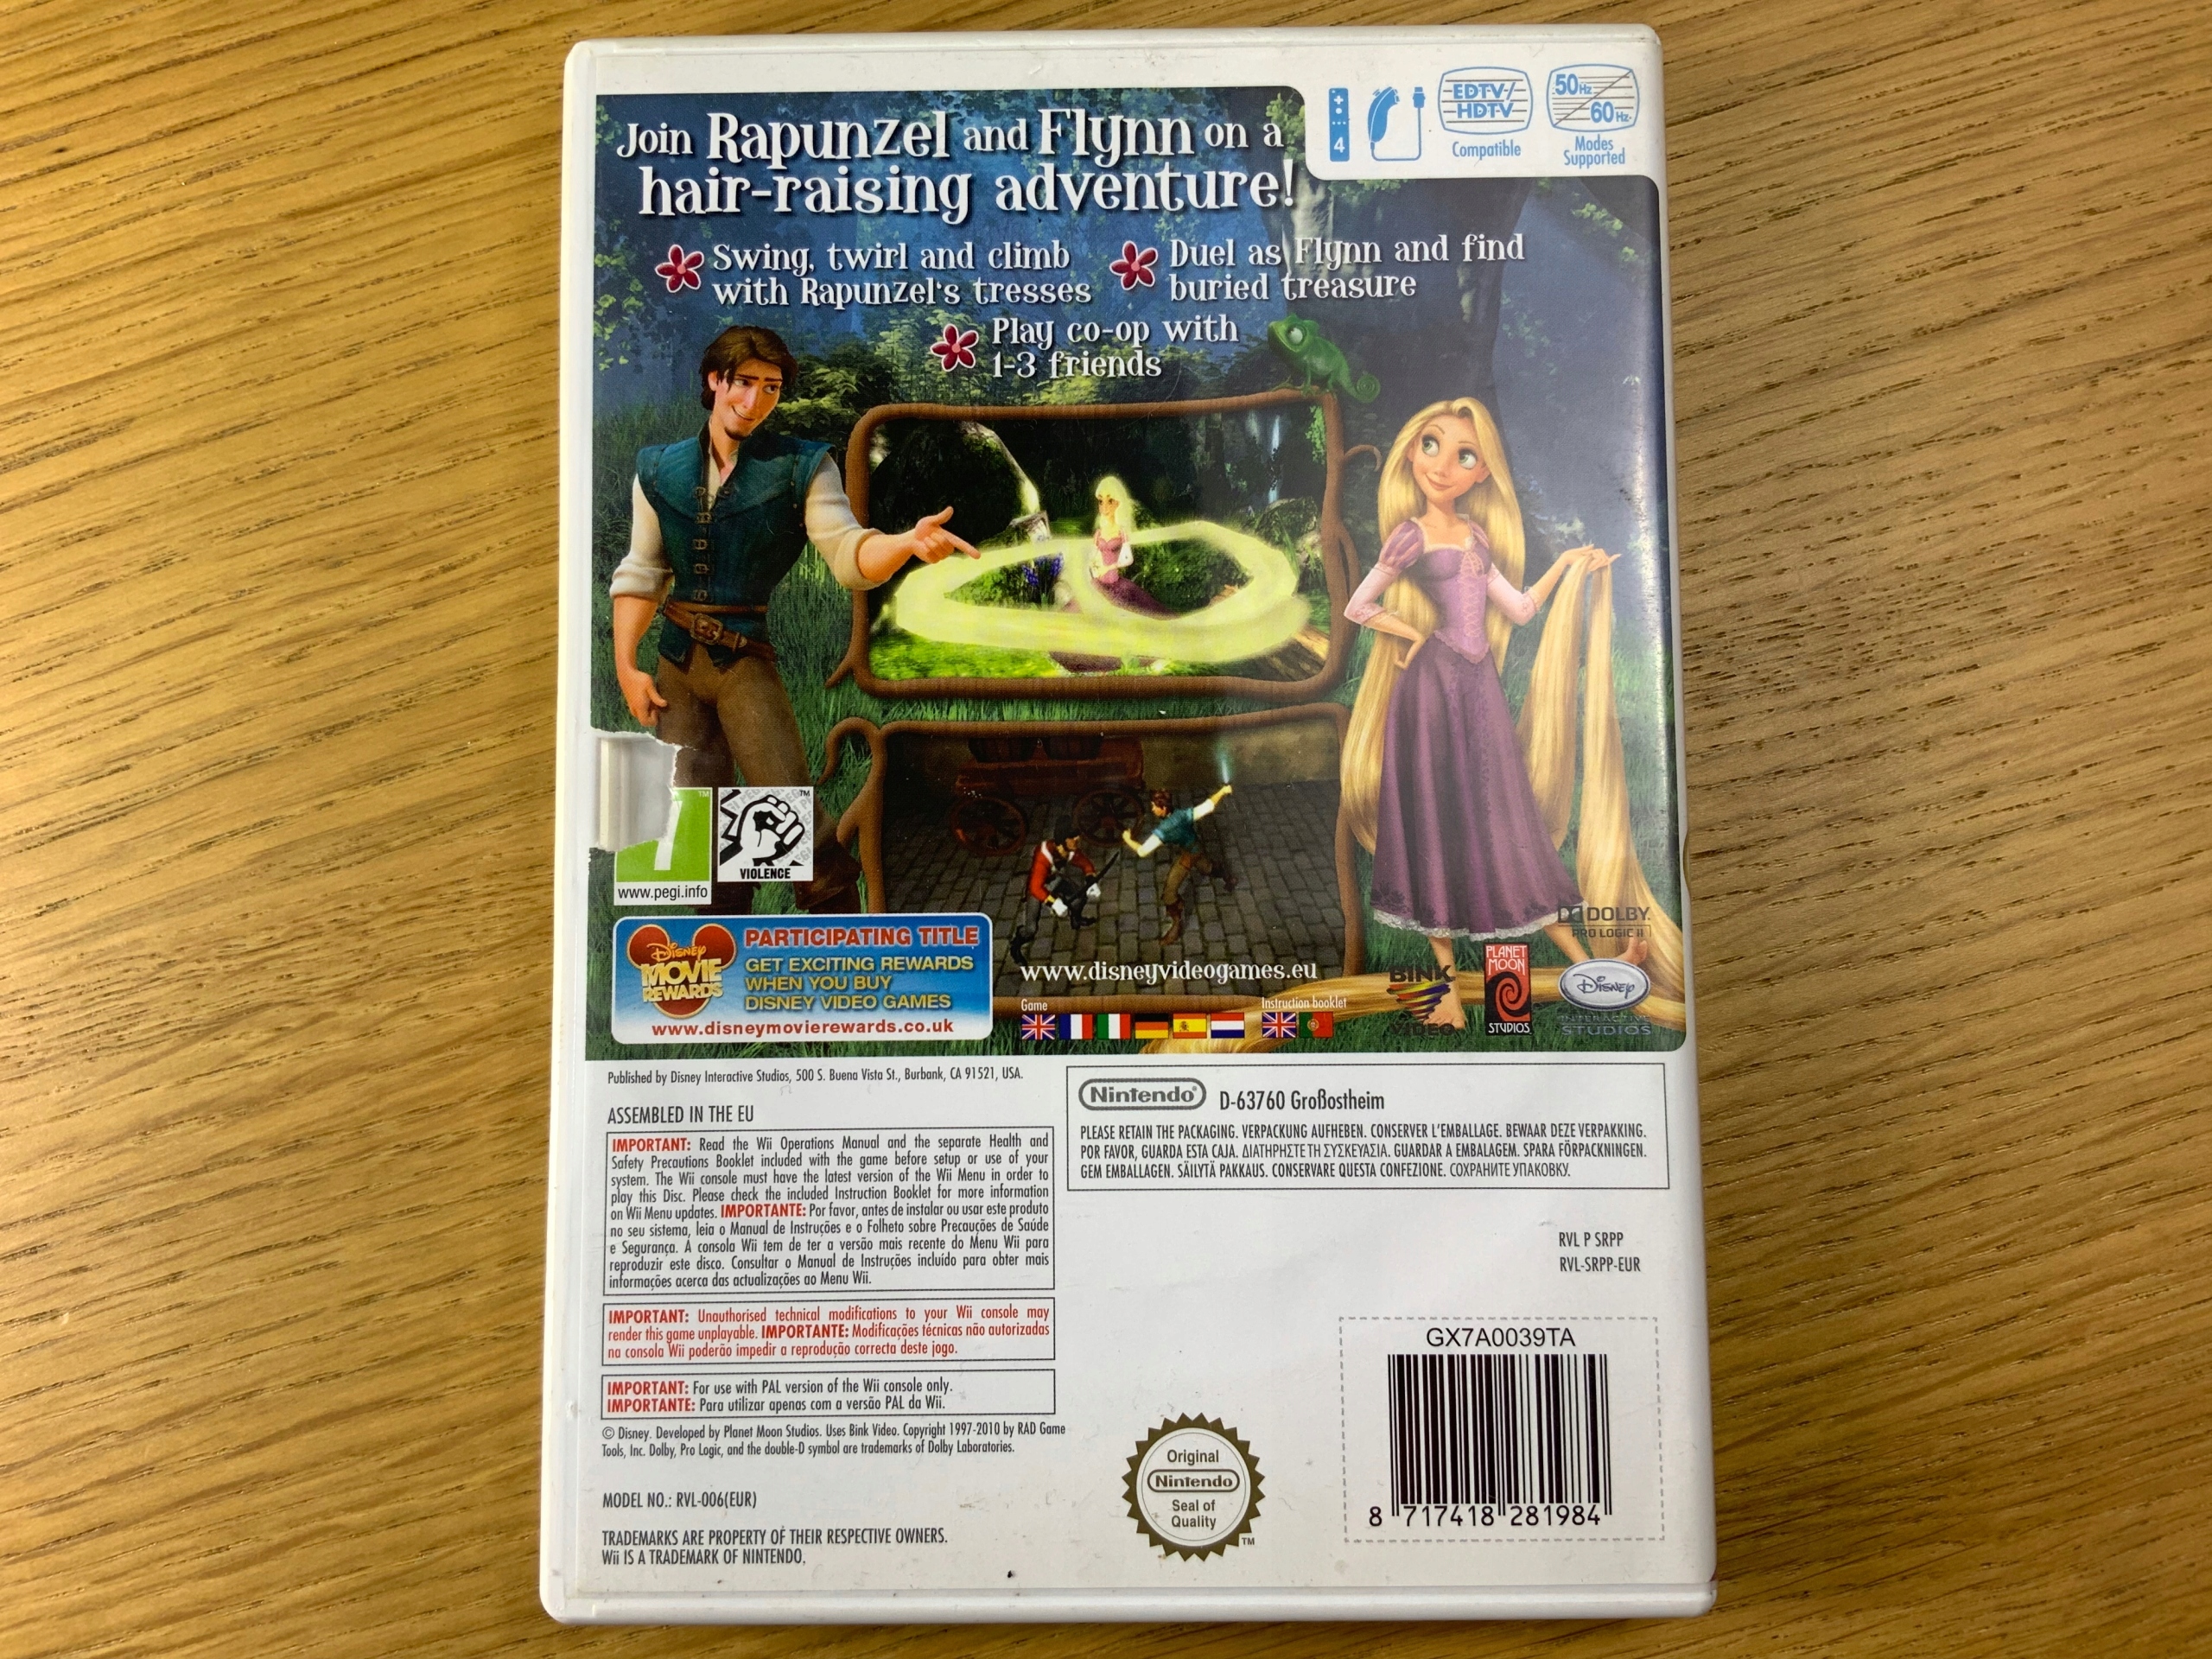 Join Rapunzel and Flynn on a
hair-raising adventure!
Swing, twirl and climb
with Rapunzel's tresses
Duel as Flynn and find
buried treasure
Play co-op with
1-3 friends
4
EDTV/
HDTV
Compatible
50Hz
60Hz
Modes
Supported
TM
www.pegi.info
TM
VIOLENCE
Disney
MOVIE
REWARDS
PARTICIPATING TITLE
GET EXCITING REWARDS
WHEN YOU BUY
DISNEY VIDEO GAMES
www.disneymovierewards.co.uk
www.disneyvideogames.eu
Game
Instruction booklet
BINK
VIDEO
PLANET
MOON
STUDIOS
DOLBY
PRO LOGIC II
Disney
INTERACTIVE
STUDIOS
Published by Disney Interactive Studios, 500 S. Buena Vista St., Burbank, CA 91521, USA.
ASSEMBLED IN THE EU
IMPORTANT: Read the Wii Operations Manual and the separate Health and
Safety Precautions Booklet included with the game before setup or use of your
system. The Wii console must have the latest version of the Wii Menu in order to
play this Disc. Please check the included Instruction Booklet for more information
on Wii Menu updates. IMPORTANTE: Por favor, antes de instalar ou usar este produto
no seu sistema, leia o Manual de Instruções e o Folheto sobre Precauções de Saúde
e Segurança. A consola Wii tem de ter a versão mais recente do Menu Wii para
reproduzir este disco. Consultar o Manual de Instruções incluído para obter mais
informações acerca das actualizações ao Menu Wii.
IMPORTANT: Unauthorised technical modifications to your Wii console may
render this game unplayable. IMPORTANTE: Modificações técnicas não autorizadas
na consola Wii poderão impedir a reprodução correcta deste jogo.
IMPORTANT: For use with PAL version of the Wii console only.
IMPORTANTE: Para utilizar apenas com a versão PAL da Wii.
© Disney. Developed by Planet Moon Studios. Uses Bink Video. Copyright 1997-2010 by RAD Game
Tools, Inc. Dolby, Pro Logic, and the double-D symbol are trademarks of Dolby Laboratories.
MODEL NO.: RVL-006(EUR)
TRADEMARKS ARE PROPERTY OF THEIR RESPECTIVE OWNERS.
Wii IS A TRADEMARK OF NINTENDO.
Nintendo® D-63760 Großostheim
PLEASE RETAIN THE PACKAGING. VERPACKUNG AUFHEBEN. CONSERVER L'EMBALLAGE. BEWAAR DEZE VERPAKKING.
POR FAVOR, GUARDA ESTA CAJA. ΔΙΑΤΗΡΗΣΤΕ ΤΗ ΣΥΣΚΕΥΑΣΙΑ. GUARDAR A EMBALAGEM. SPARA FÖRPACKNINGEN.
GEM EMBALLAGEN. SÄILYTÄ PAKKAUS. CONSERVARE QUESTA CONFEZIONE. СОХРАНИТЕ УПАКОВКУ.
RVL P SRPP
RVL-SRPP-EUR
GX7A0039TA
8 717418 281984
Original
Nintendo
Seal of
Quality
TM